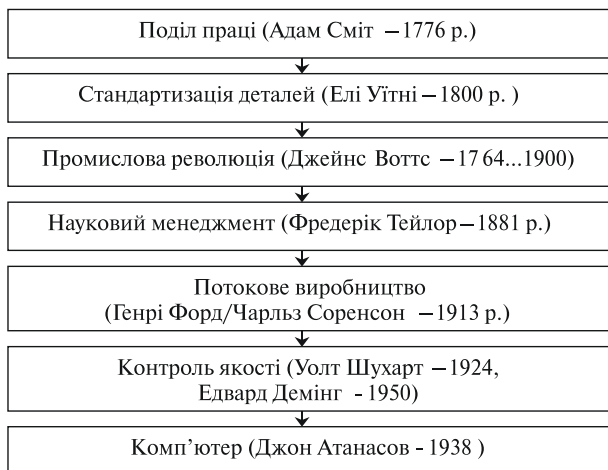 Поділ праці (Адам Сміт – 1776 р.)
Стандартизація деталей (Елі Уїтні – 1800 р. )
Промислова революція (Джейнс Воттс – 1764...1900)
Науковий менеджмент (Фредерік Тейлор – 1881 р.)
Потокове виробництво
(Генрі Форд/Чарльз Соренсон – 1913 р.)
Контроль якості (Уолт Шухарт – 1924,
Едвард Демінг - 1950)
Комп’ютер (Джон Атанасов - 1938 )